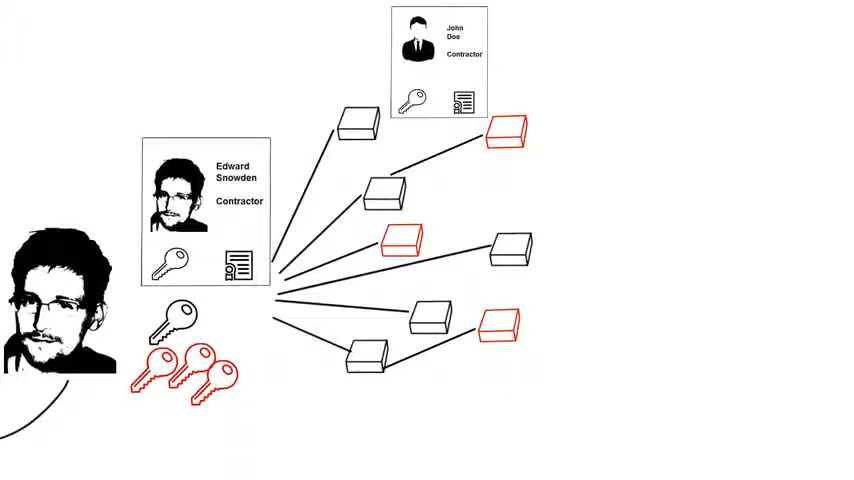 John
Doe
Contractor
Edward
Snowden
Contractor